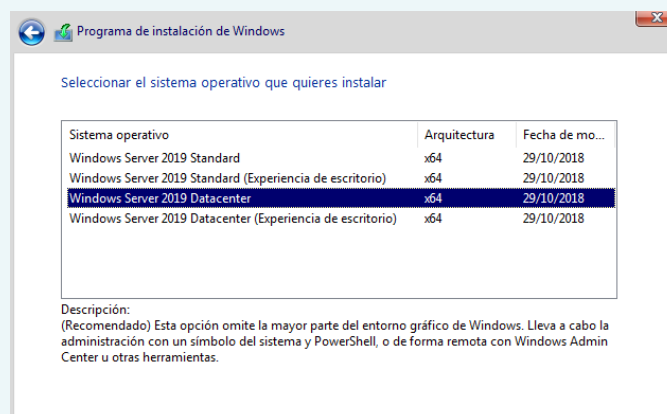 Programa de instalación de Windows
Seleccionar el sistema operativo que quieres instalar
Sistema operativo Arquitectura Fecha de mo...
Windows Server 2019 Standard x64 29/10/2018
Windows Server 2019 Standard (Experiencia de escritorio) x64 29/10/2018
Windows Server 2019 Datacenter x64 29/10/2018
Windows Server 2019 Datacenter (Experiencia de escritorio) x64 29/10/2018
Descripción:
(Recomendado) Esta opción omite la mayor parte del entorno gráfico de Windows. Lleva a cabo la
administración con un símbolo del sistema y PowerShell, o de forma remota con Windows Admin
Center u otras herramientas.